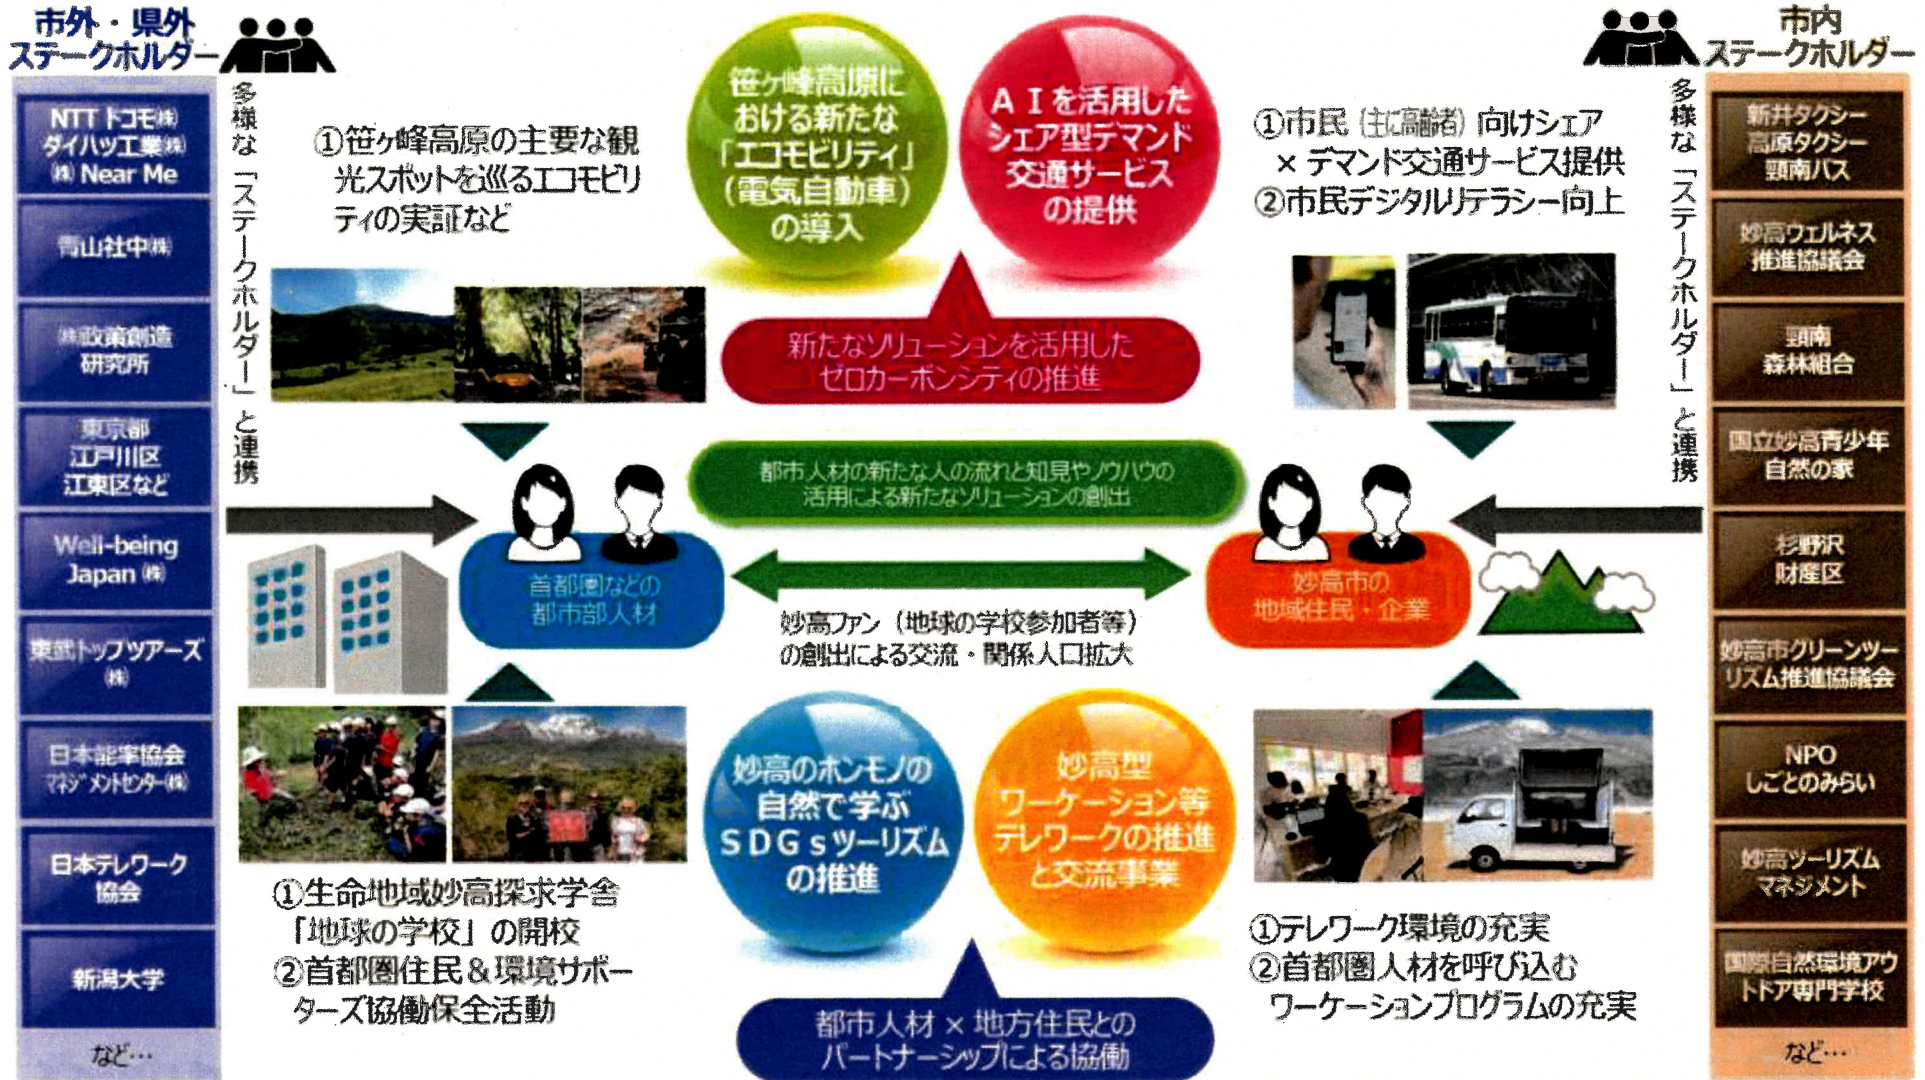 市外・県外
ステークホルダー
NTT ドコモ㈱
ダイハツ工業㈱
㈱ Near Me
青山社中㈱
㈱政策創造
研究所
東京都
江戸川区
江東区など
Well-being
Japan ㈱
東武トップツアーズ
㈱
日本能率協会
マネジメントセンター㈱
日本テレワーク
協会
新潟大学
など…
多様な「ステークホルダー」と連携
①笹ヶ峰高原の主要な観
光スポットを巡るエコモビリ
ティの実証など
笹ヶ峰高原に
おける新たな
「エコモビリティ」
（電気自動車）
の導入
ＡＩを活用した
シェア型デマンド
交通サービス
の提供
新たなソリューションを活用した
ゼロカーボンシティの推進
①市民（主に高齢者）向けシェア
× デマンド交通サービス提供
②市民デジタルリテラシー向上
都市人材の新たな人の流れと知見やノウハウの
活用による新たなソリューションの創出
首都圏などの
都市部人材
妙高市の
地域住民・企業
妙高ファン（地球の学校参加者等）
の創出による交流・関係人口拡大
妙高のホンモノの
自然で学ぶ
ＳＤＧｓツーリズム
の推進
妙高型
ワーケーション等
テレワークの推進
と交流事業
①生命地域妙高探求学舎
「地球の学校」の開校
②首都圏住民＆環境サポー
ターズ協働保全活動
都市人材 × 地方住民との
パートナーシップによる協働
①テレワーク環境の充実
②首都圏人材を呼び込む
ワーケーションプログラムの充実
多様な「ステークホルダー」と連携
市内
ステークホルダー
新井タクシー
高原タクシー
頸南バス
妙高ウェルネス
推進協議会
頸南
森林組合
国立妙高青少年
自然の家
杉野沢
財産区
妙高市グリーンツー
リズム推進協議会
NPO
しごとのみらい
妙高ツーリズム
マネジメント
国際自然環境アウ
トドア専門学校
など…